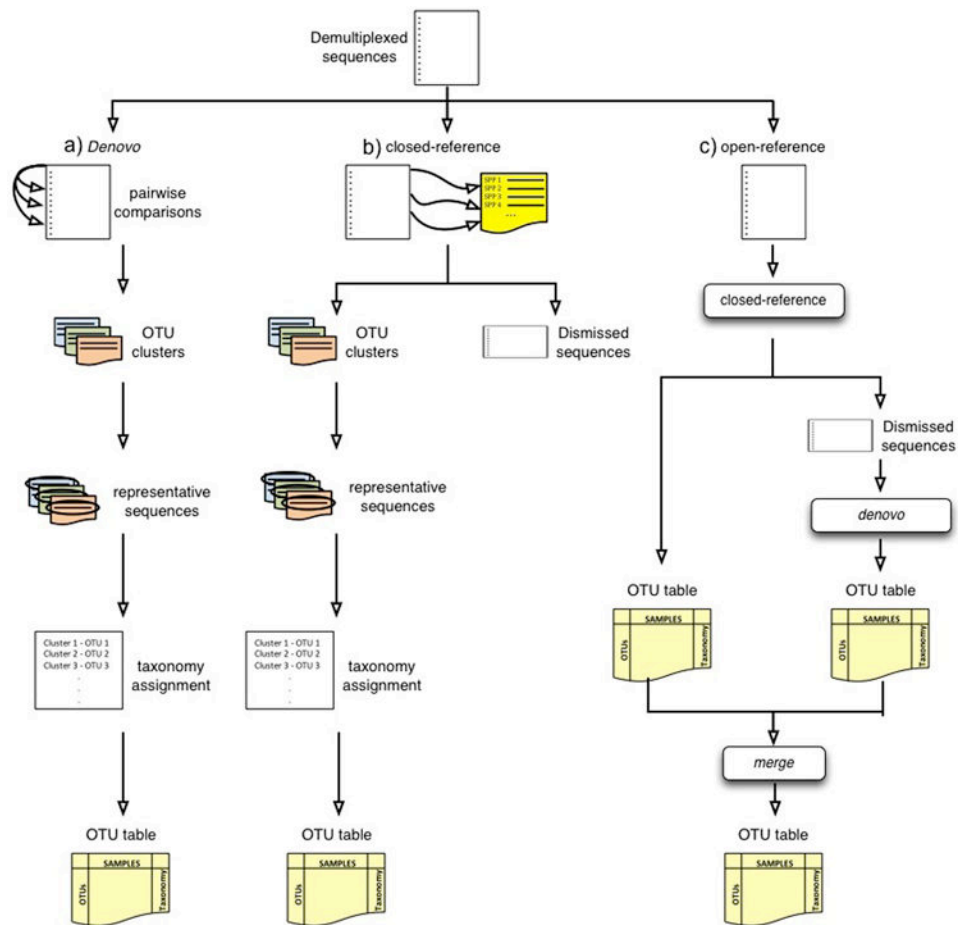 Demultiplexed
sequences
a) Denovo
b) closed-reference
c) open-reference
pairwise
comparisons
SPP 1
SPP 2
SPP 3
SPP 4
...
closed-reference
OTU
clusters
OTU
clusters
Dismissed
sequences
Dismissed
sequences
representative
sequences
representative
sequences
denovo
OTU table
SAMPLES
OTUs
Taxonomy
OTU table
SAMPLES
OTUs
Taxonomy
Cluster 1 - OTU 1
Cluster 2 - OTU 2
Cluster 3 - OTU 3
.
.
.
taxonomy
assignment
Cluster 1 - OTU 1
Cluster 2 - OTU 2
Cluster 3 - OTU 3
.
.
.
taxonomy
assignment
merge
OTU table
SAMPLES
OTUs
Taxonomy
OTU table
SAMPLES
OTUs
Taxonomy
OTU table
SAMPLES
OTUs
Taxonomy